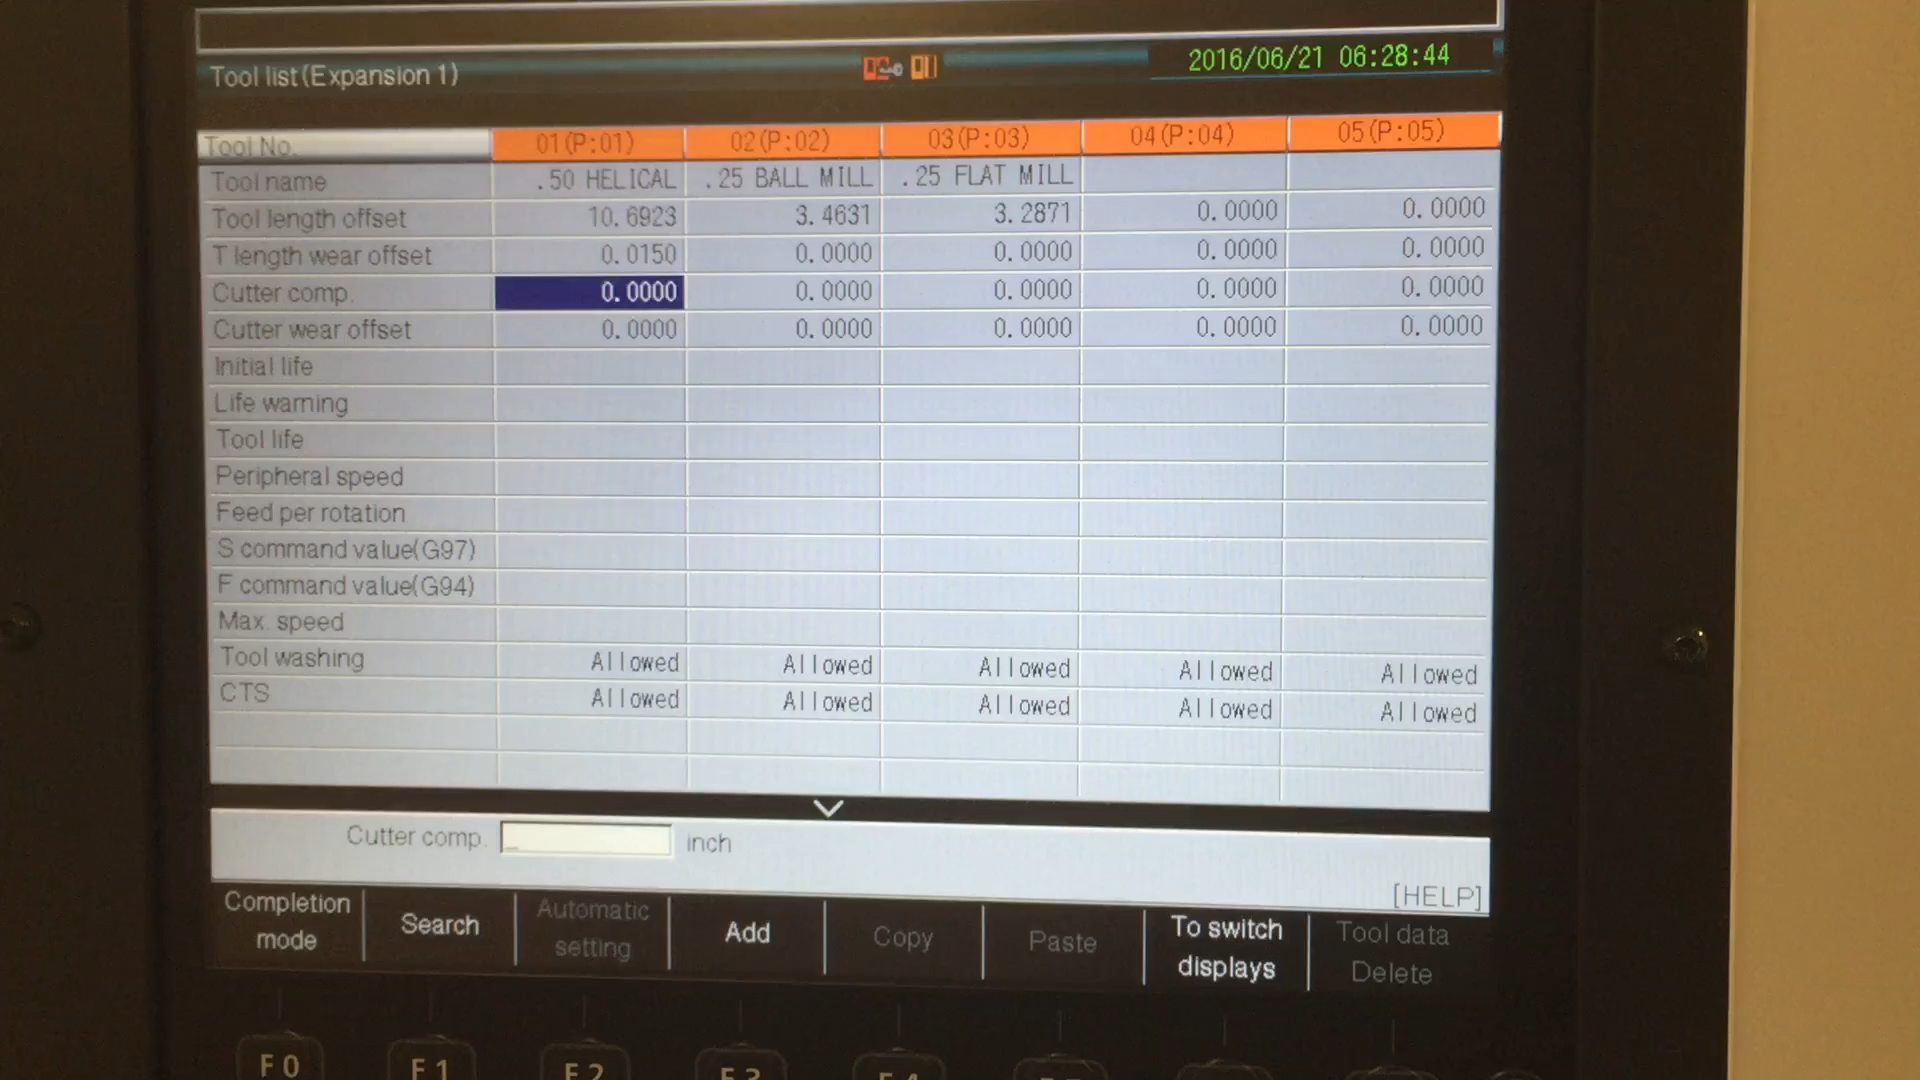 Tool list(Expansion 1) 2016/06/21 06:28:44
Tool No. 01(P:01) 02(P:02) 03(P:03) 04(P:04) 05(P:05)
Tool name .50 HELICAL .25 BALL MILL .25 FLAT MILL
Tool length offset 10.6923 3.4631 3.2871 0.0000 0.0000
T length wear offset 0.0150 0.0000 0.0000 0.0000 0.0000
Cutter comp. 0.0000 0.0000 0.0000 0.0000 0.0000
Cutter wear offset 0.0000 0.0000 0.0000 0.0000 0.0000
Initial life
Life warning
Tool life
Peripheral speed
Feed per rotation
S command value(G97)
F command value(G94)
Max. speed
Tool washing Allowed Allowed Allowed Allowed Allowed
CTS Allowed Allowed Allowed Allowed Allowed
Cutter comp. _ inch
[HELP]
Completion mode Search Automatic setting Add Copy Paste To switch displays Tool data Delete
F0 F1 F2 F3 F4